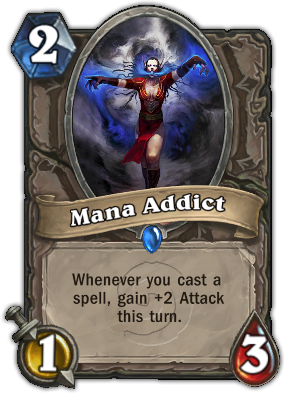 2
Mana Addict
Whenever you cast a
spell, gain +2 Attack
this turn.
1
3